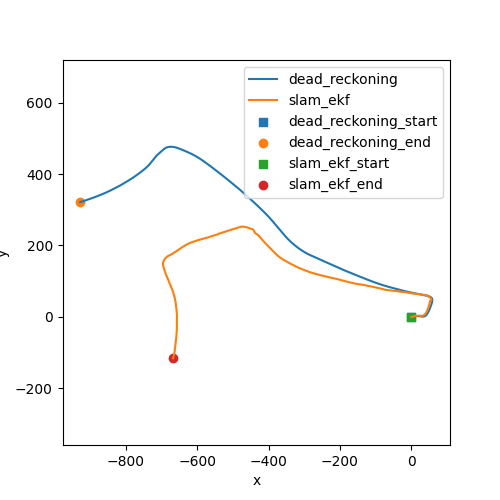 dead_reckoning
slam_ekf
dead_reckoning_start
dead_reckoning_end
slam_ekf_start
slam_ekf_end
600
400
200
0
−200
y
−800 −600 −400 −200 0
x